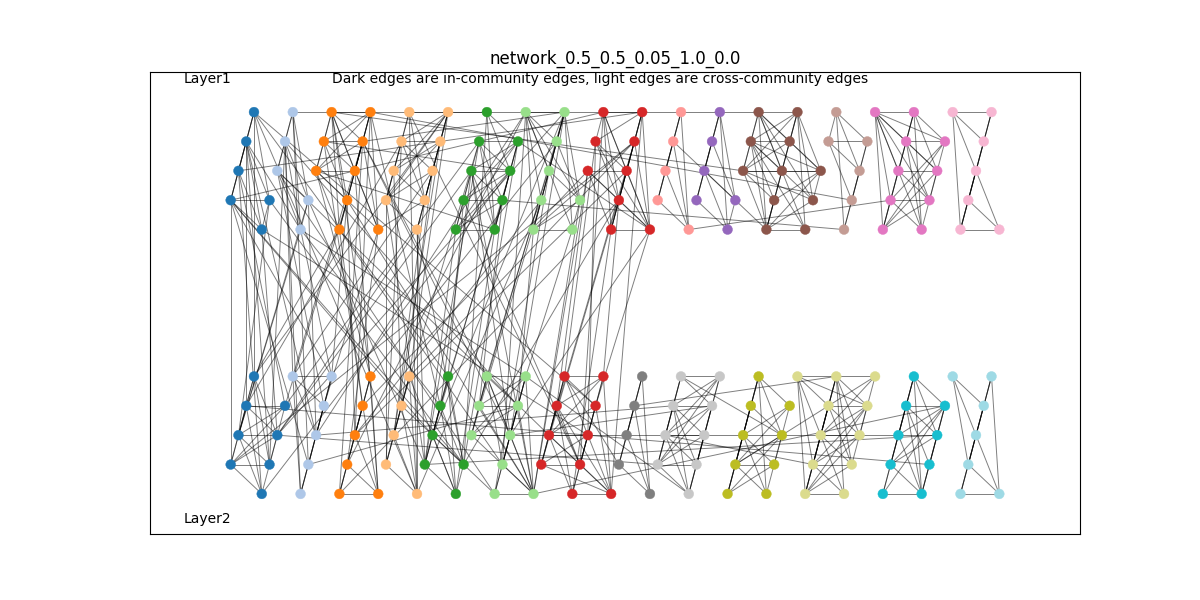 network_0.5_0.5_0.05_1.0_0.0
Layer1
Dark edges are in-community edges, light edges are cross-community edges
Layer2